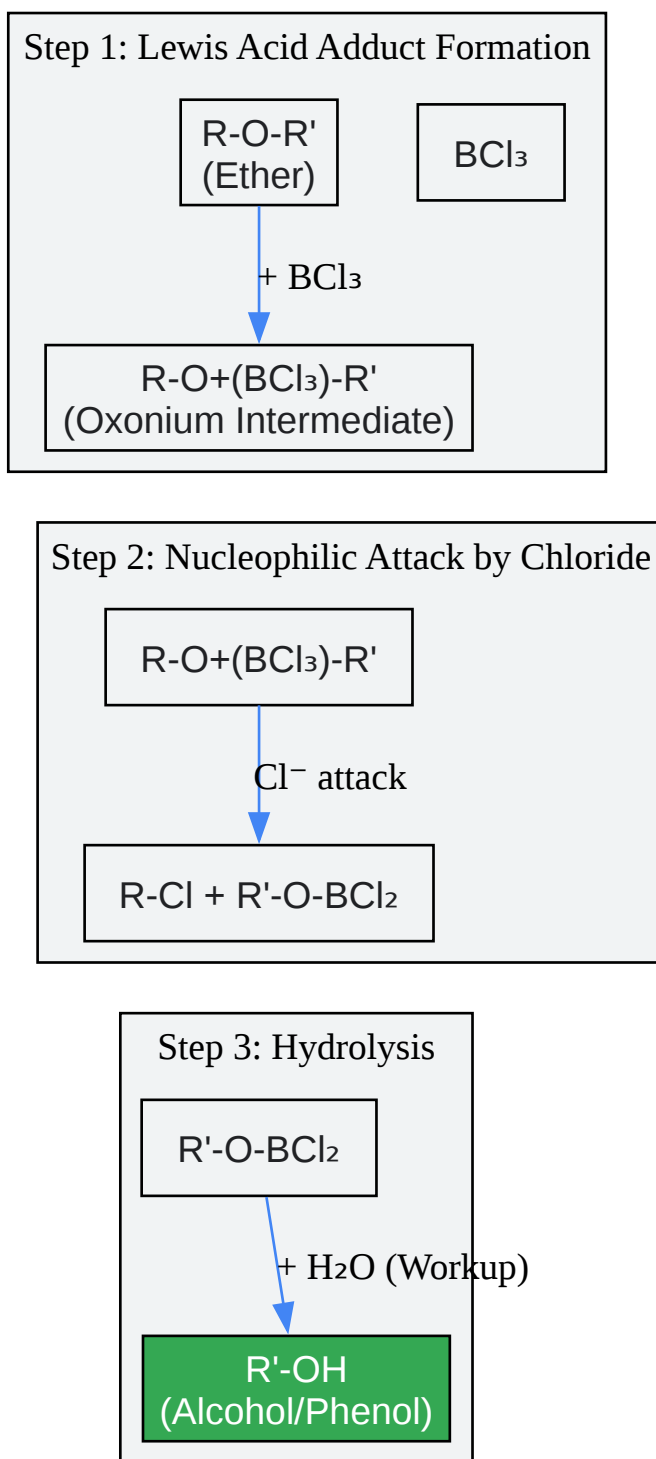 Step 1: Lewis Acid Adduct Formation
R-O-R'
(Ether)
BCl₃
+ BCl₃
R-O+(BCl₃)-R'
(Oxonium Intermediate)
Step 2: Nucleophilic Attack by Chloride
R-O+(BCl₃)-R'
Cl⁻ attack
R-Cl + R'-O-BCl₂
Step 3: Hydrolysis
R'-O-BCl₂
+ H₂O (Workup)
R'-OH
(Alcohol/Phenol)